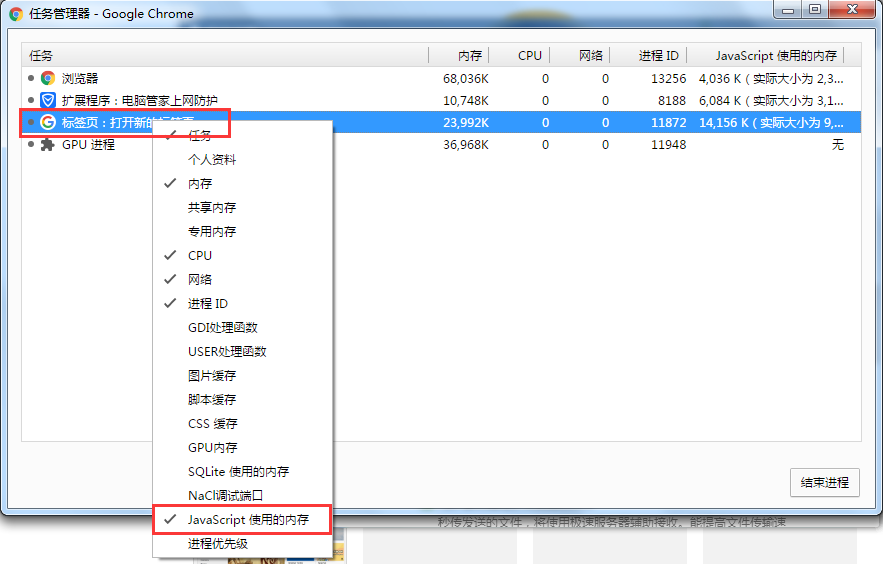 任务管理器 - Google Chrome
任务 内存 CPU 网络 进程 ID JavaScript 使用的内存
浏览器 68,036K 0 0 13256 4,036 K（实际大小为 2,3...
扩展程序：电脑管家上网防护 10,748K 0 0 8188 6,084 K（实际大小为 3,1...
标签页：打开新的标签页 23,992K 0 0 11872 14,156 K（实际大小为 9,...
GPU 进程 36,968K 0 0 11948 无
任务
个人资料
内存
共享内存
专用内存
CPU
网络
进程 ID
GDI处理函数
USER处理函数
图片缓存
脚本缓存
CSS 缓存
GPU内存
SQLite 使用的内存
NaCl调试端口
JavaScript 使用的内存
进程优先级
结束进程
秒传发送的文件，将使用极速服务器辅助接收。能提高文件传输速